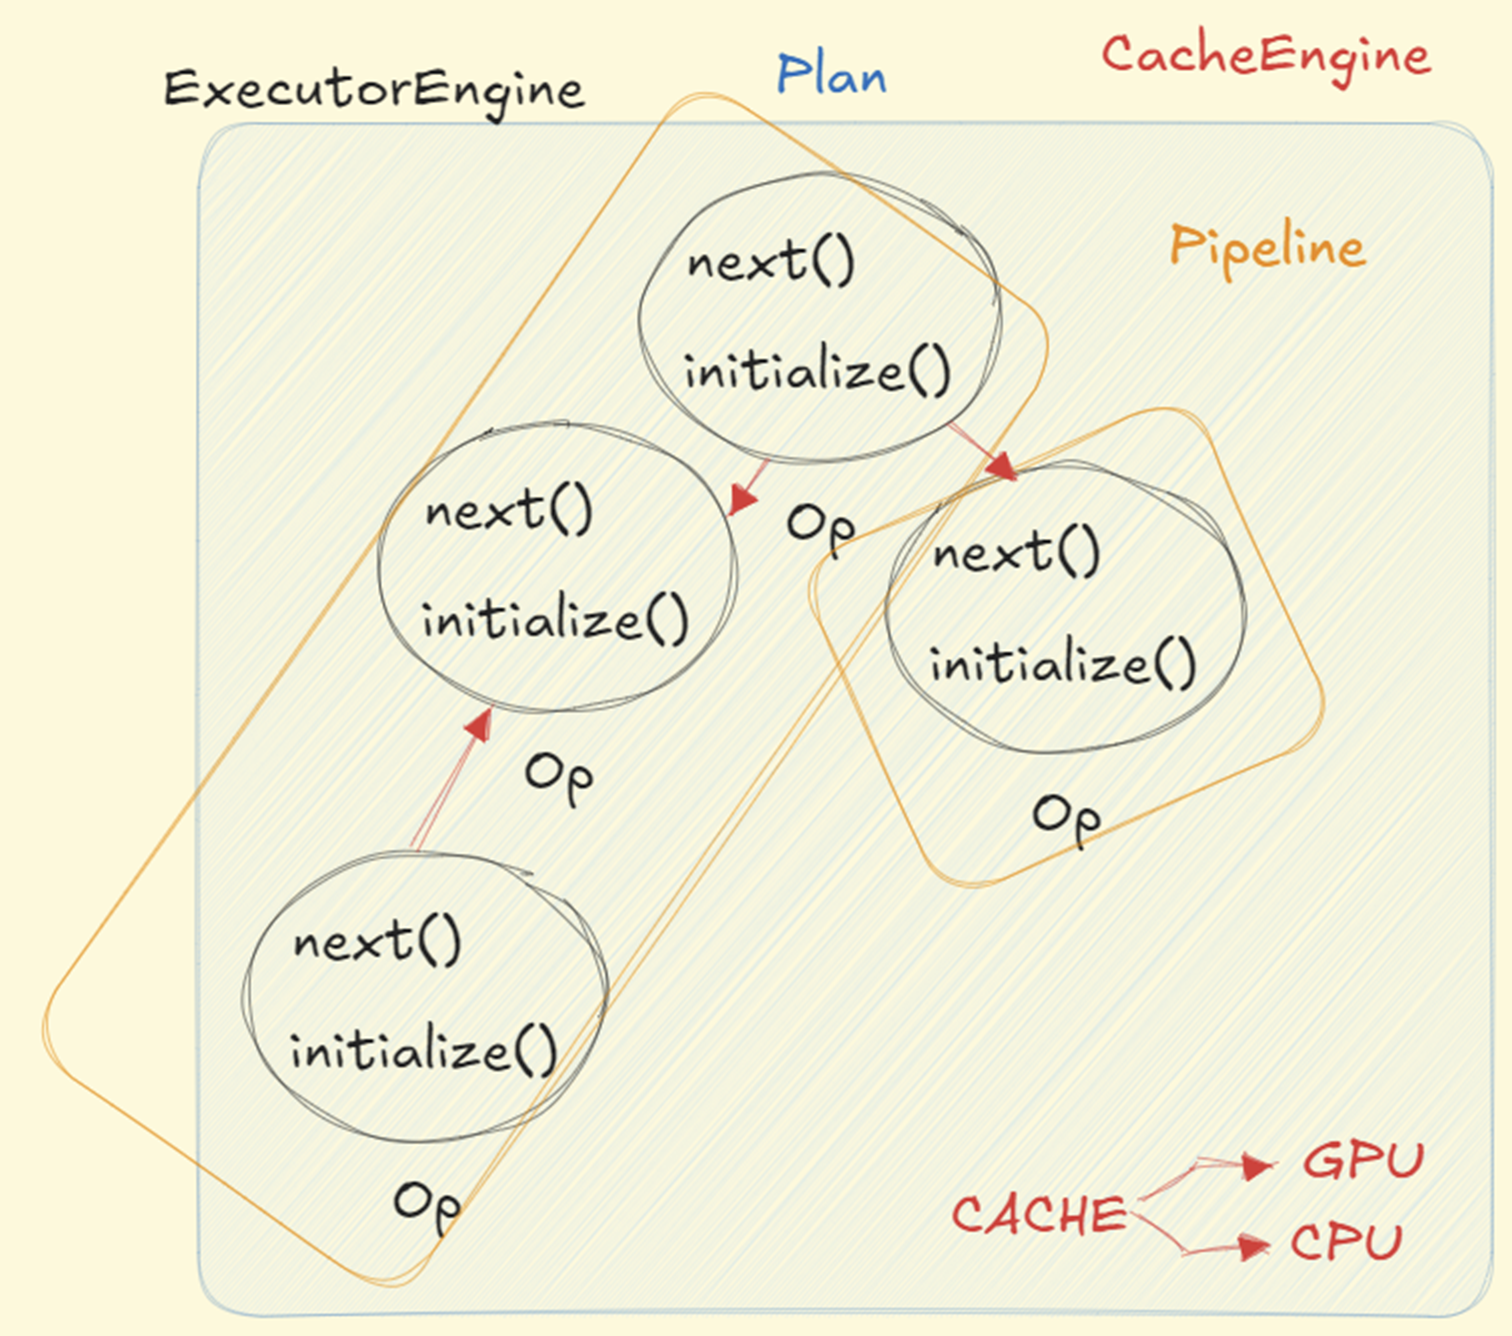 ExecutorEngine
Plan
CacheEngine
Pipeline
next()
initialize()
Op
next()
initialize()
Op
next()
initialize()
Op
next()
initialize()
Op
CACHE
GPU
CPU